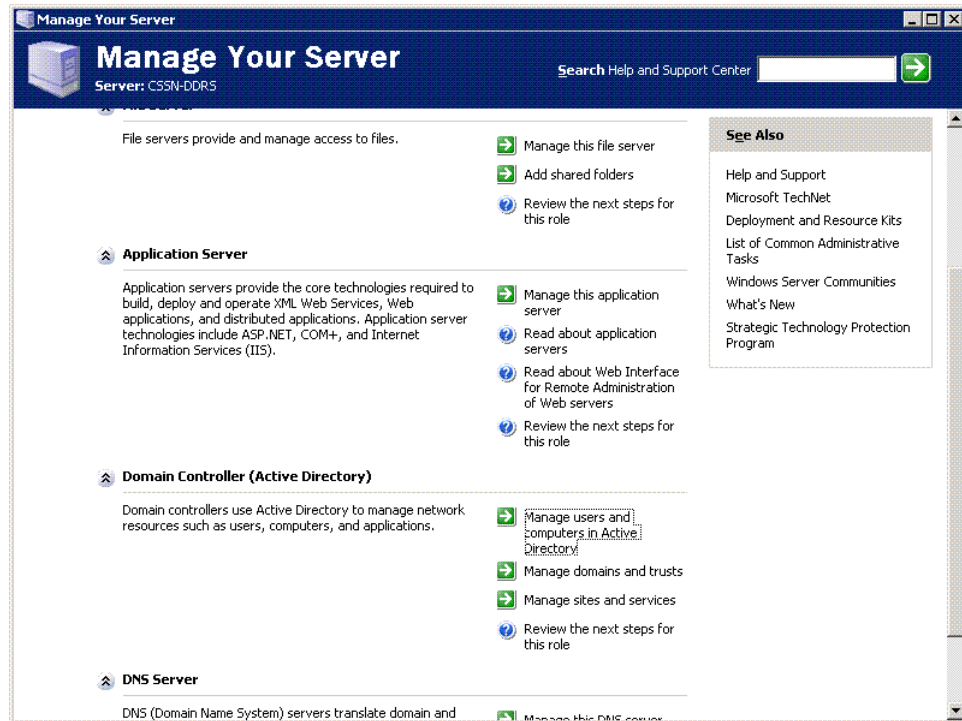 Manage Your Server
Manage Your Server
Server: CSSN-DDRS
Search Help and Support Center
File Server
File servers provide and manage access to files.
Manage this file server
Add shared folders
Review the next steps for
this role
Application Server
Application servers provide the core technologies required to
build, deploy and operate XML Web Services, Web
applications, and distributed applications. Application server
technologies include ASP.NET, COM+, and Internet
Information Services (IIS).
Manage this application
server
Read about application
servers
Read about Web Interface
for Remote Administration
of Web servers
Review the next steps for
this role
Domain Controller (Active Directory)
Domain controllers use Active Directory to manage network
resources such as users, computers, and applications.
Manage users and
computers in Active
Directory
Manage domains and trusts
Manage sites and services
Review the next steps for
this role
DNS Server
DNS (Domain Name System) servers translate domain and
Manage this DNS server
See Also
Help and Support
Microsoft TechNet
Deployment and Resource Kits
List of Common Administrative
Tasks
Windows Server Communities
What's New
Strategic Technology Protection
Program